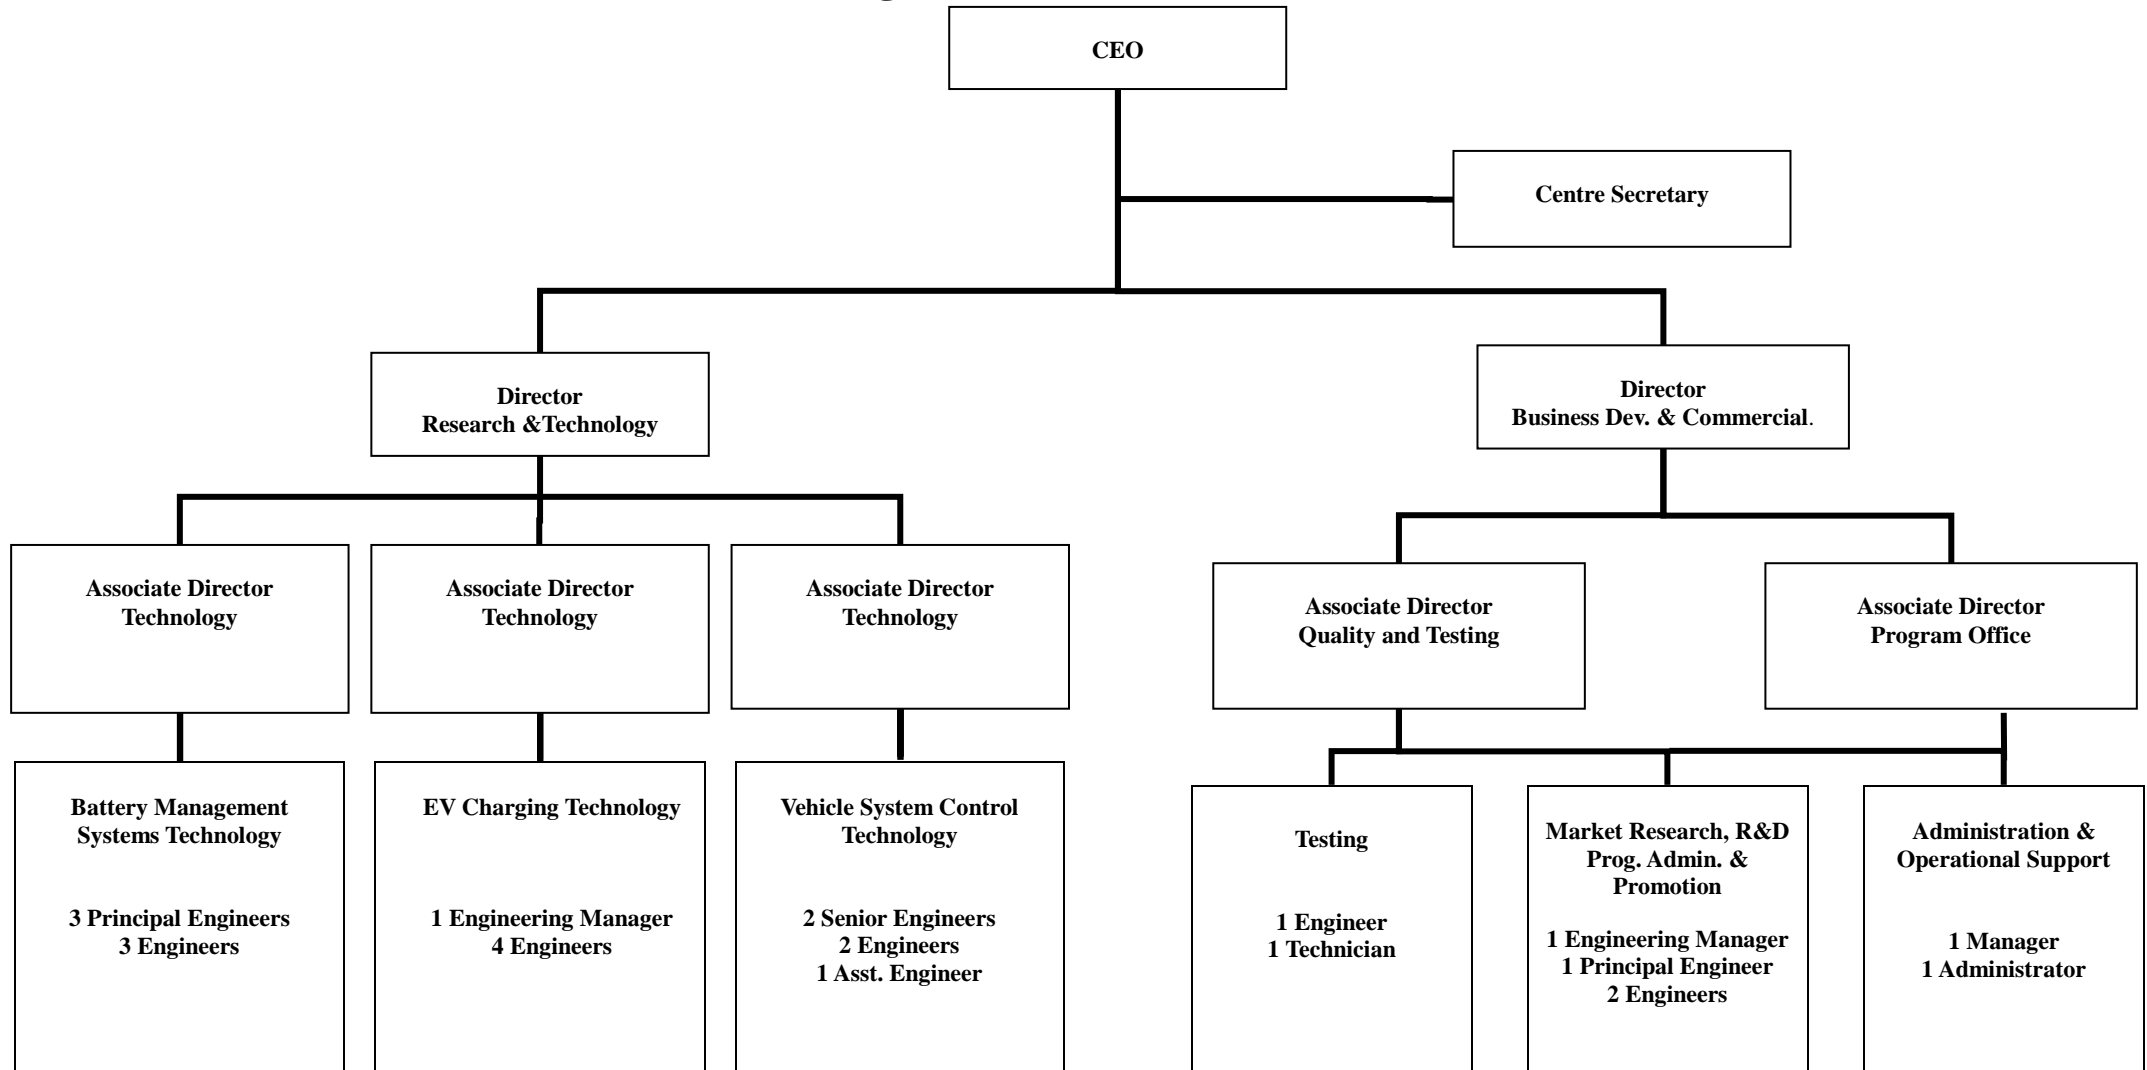 CEO
Centre Secretary
Director
Research &Technology
Director
Business Dev. & Commercial.
Associate Director
Technology
Associate Director
Technology
Associate Director
Technology
Associate Director
Quality and Testing
Associate Director
Program Office
Battery Management
Systems Technology
3 Principal Engineers
3 Engineers
EV Charging Technology
1 Engineering Manager
4 Engineers
Vehicle System Control
Technology
2 Senior Engineers
2 Engineers
1 Asst. Engineer
Testing
1 Engineer
1 Technician
Market Research, R&D
Prog. Admin. &
Promotion
1 Engineering Manager
1 Principal Engineer
2 Engineers
Administration &
Operational Support
1 Manager
1 Administrator